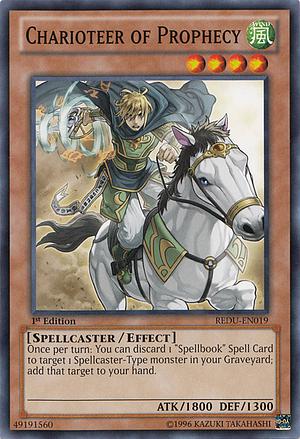 CHARIOTEER OF PROPHECY
WIND
風
1st Edition
REDU-EN019
[SPELLCASTER / EFFECT]
Once per turn: You can discard 1 "Spellbook" Spell Card
to target 1 Spellcaster-Type monster in your Graveyard;
add that target to your hand.
ATK/1800 DEF/1300
49191560
©1996 KAZUKI TAKAHASHI